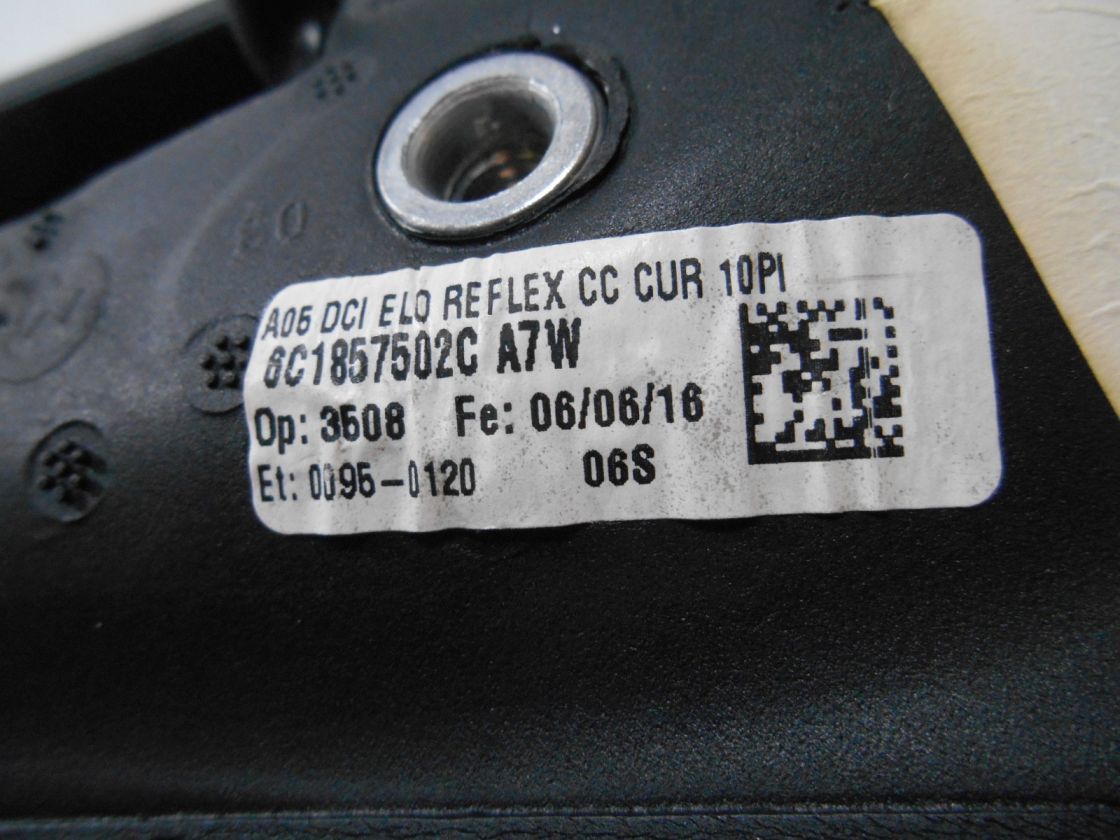 A05 DCI ELO REFLEX CC CUR 10PI
6C1857502C A7W
Op: 3508 Fe: 06/06/16
Et: 0095-0120 06S